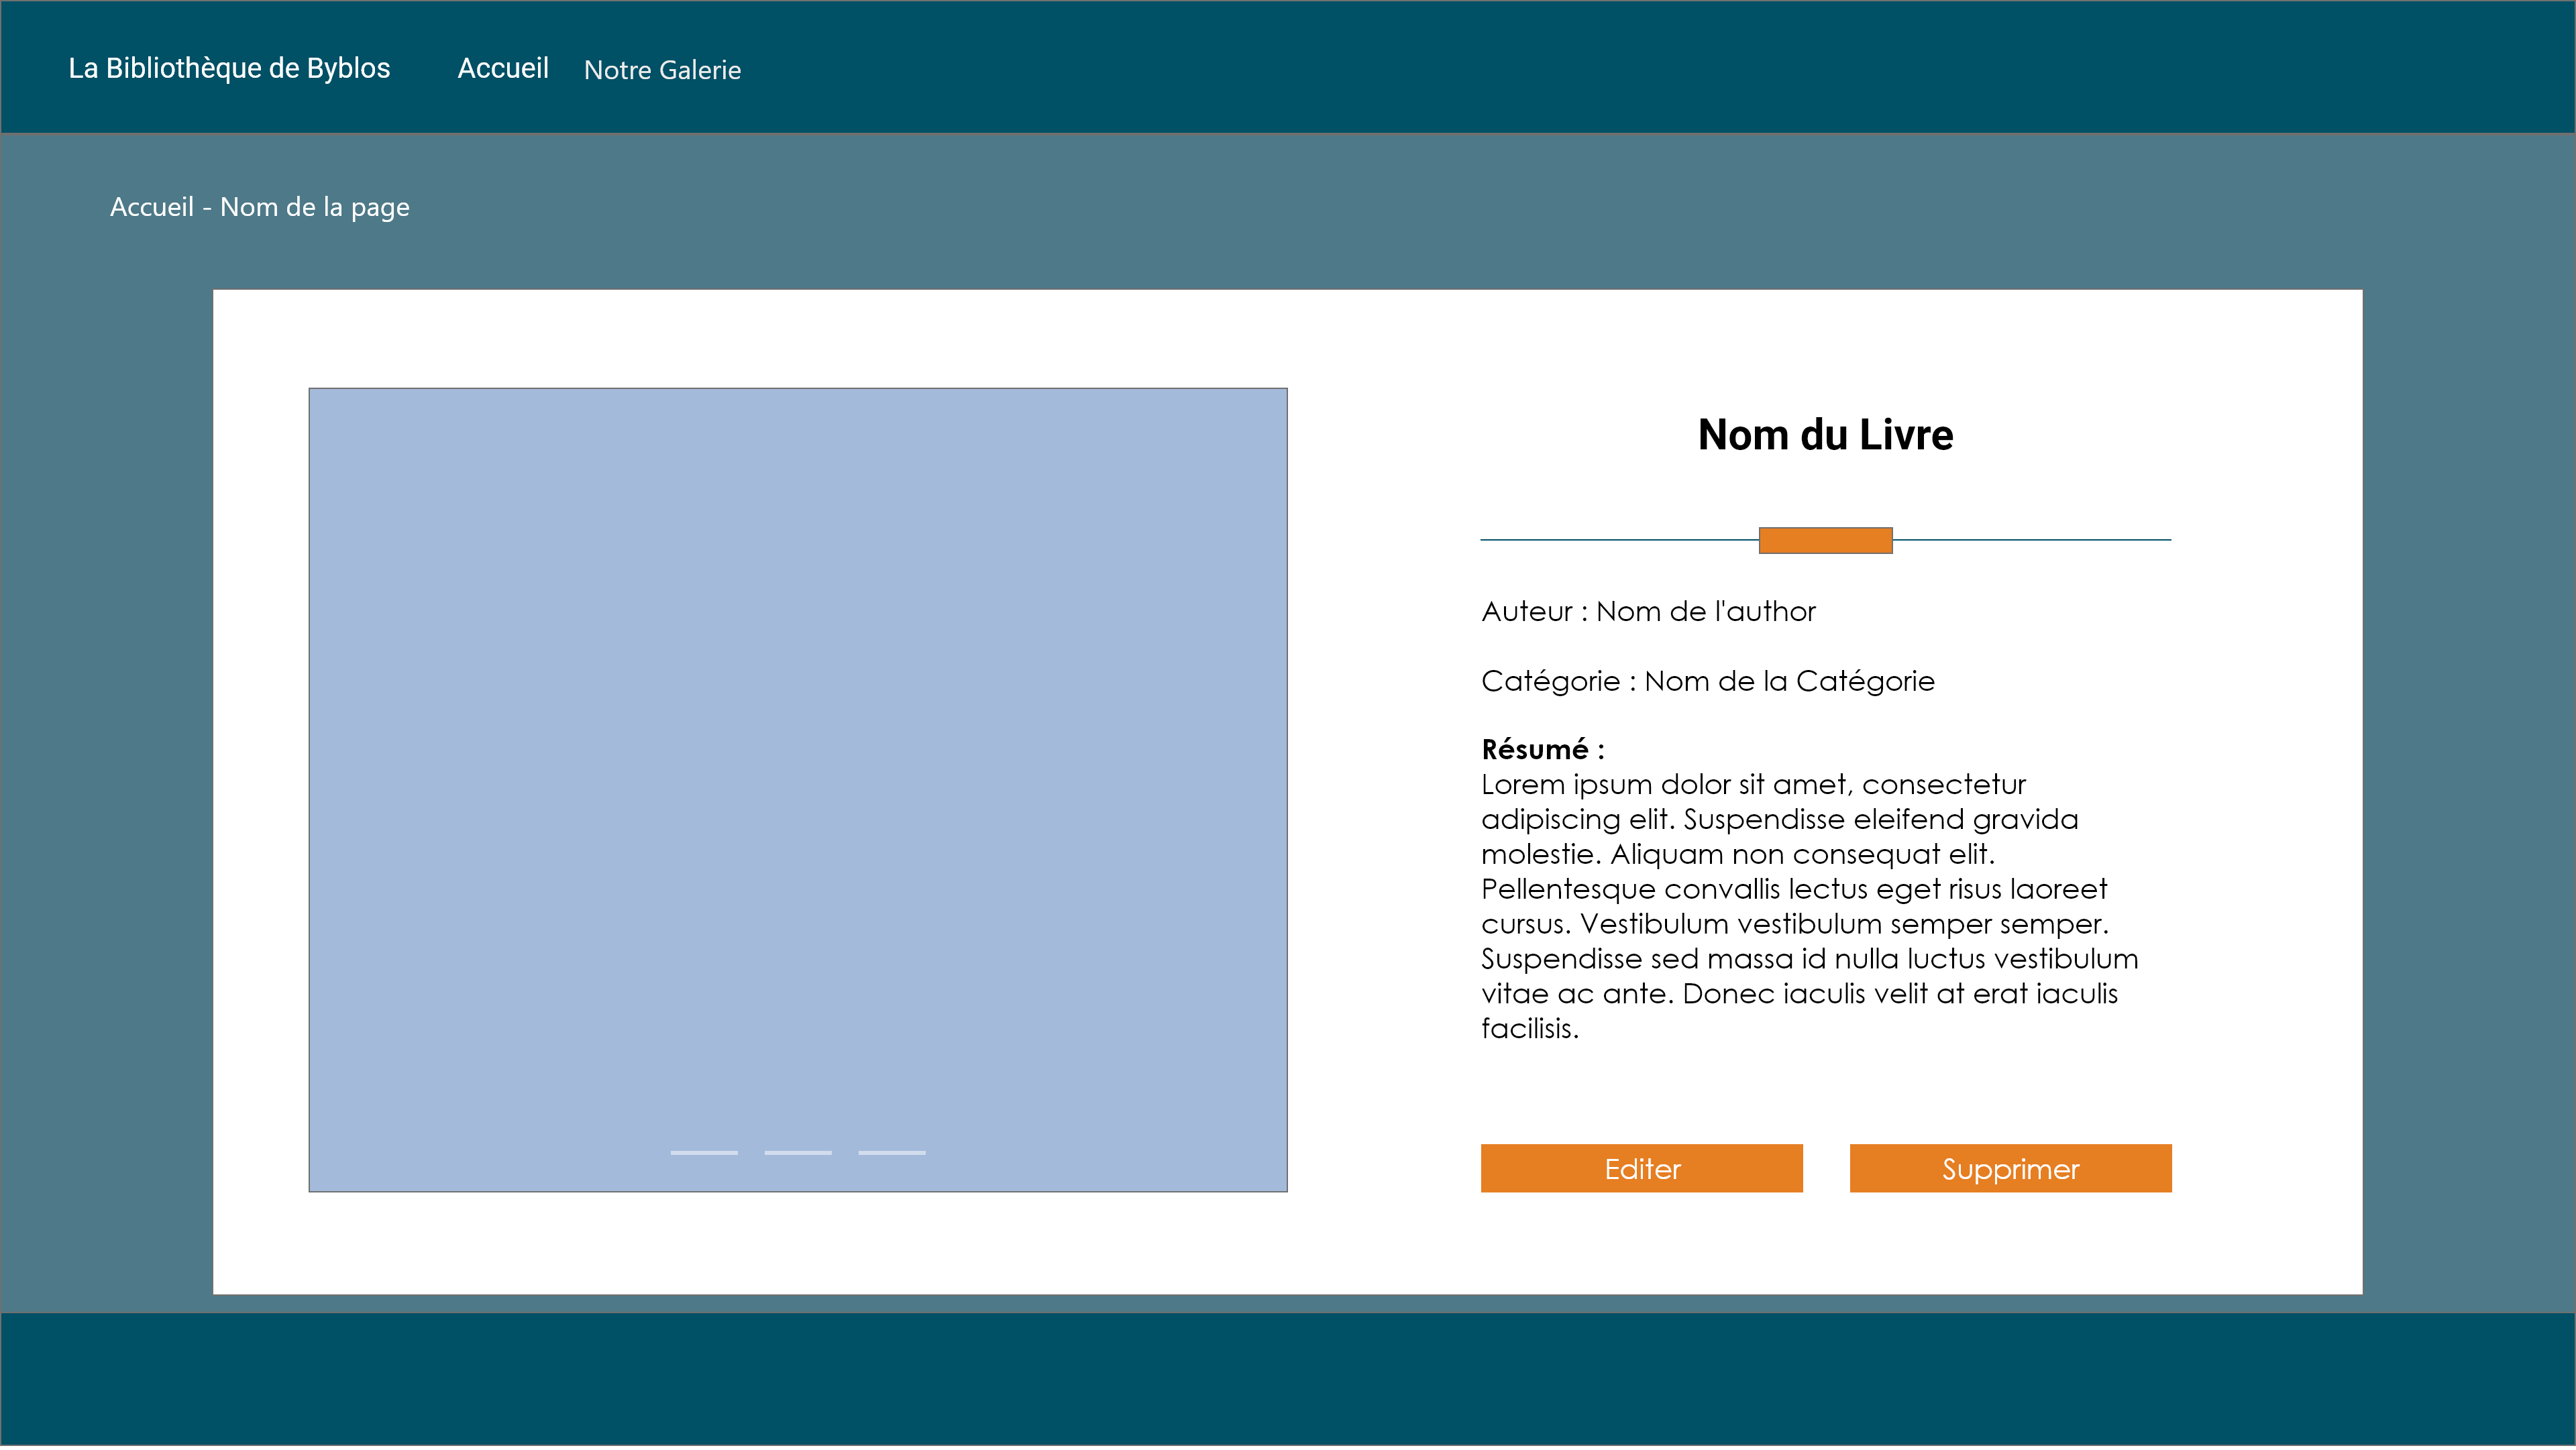 La Bibliothèque de Byblos Accueil Notre Galerie
Accueil - Nom de la page
Nom du Livre
Auteur : Nom de l'author
Catégorie : Nom de la Catégorie
Résumé :
Lorem ipsum dolor sit amet, consectetur
adipiscing elit. Suspendisse eleifend gravida
molestie. Aliquam non consequat elit.
Pellentesque convallis lectus eget risus laoreet
cursus. Vestibulum vestibulum semper semper.
Suspendisse sed massa id nulla luctus vestibulum
vitae ac ante. Donec iaculis velit at erat iaculis
facilisis.
Editer Supprimer